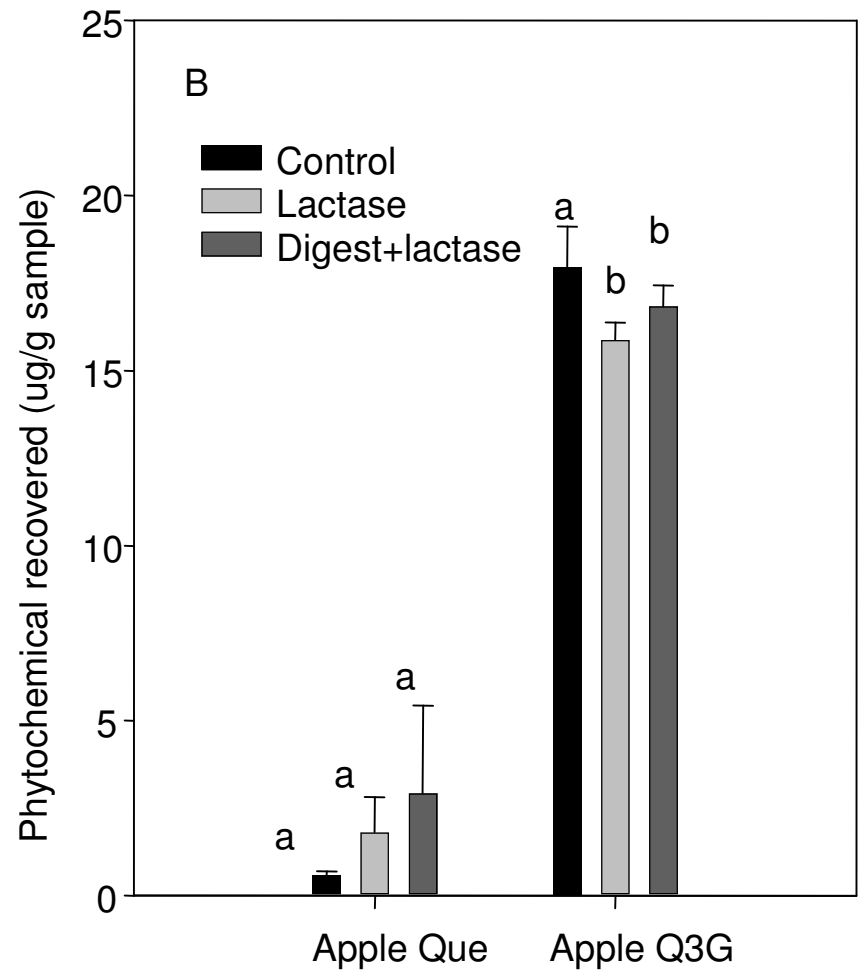 25
B
Control
Lactase
Digest+lactase
20
a
b
b
15
10
5
a
a
a
0
Phytochemical recovered (ug/g sample)
Apple Que
Apple Q3G